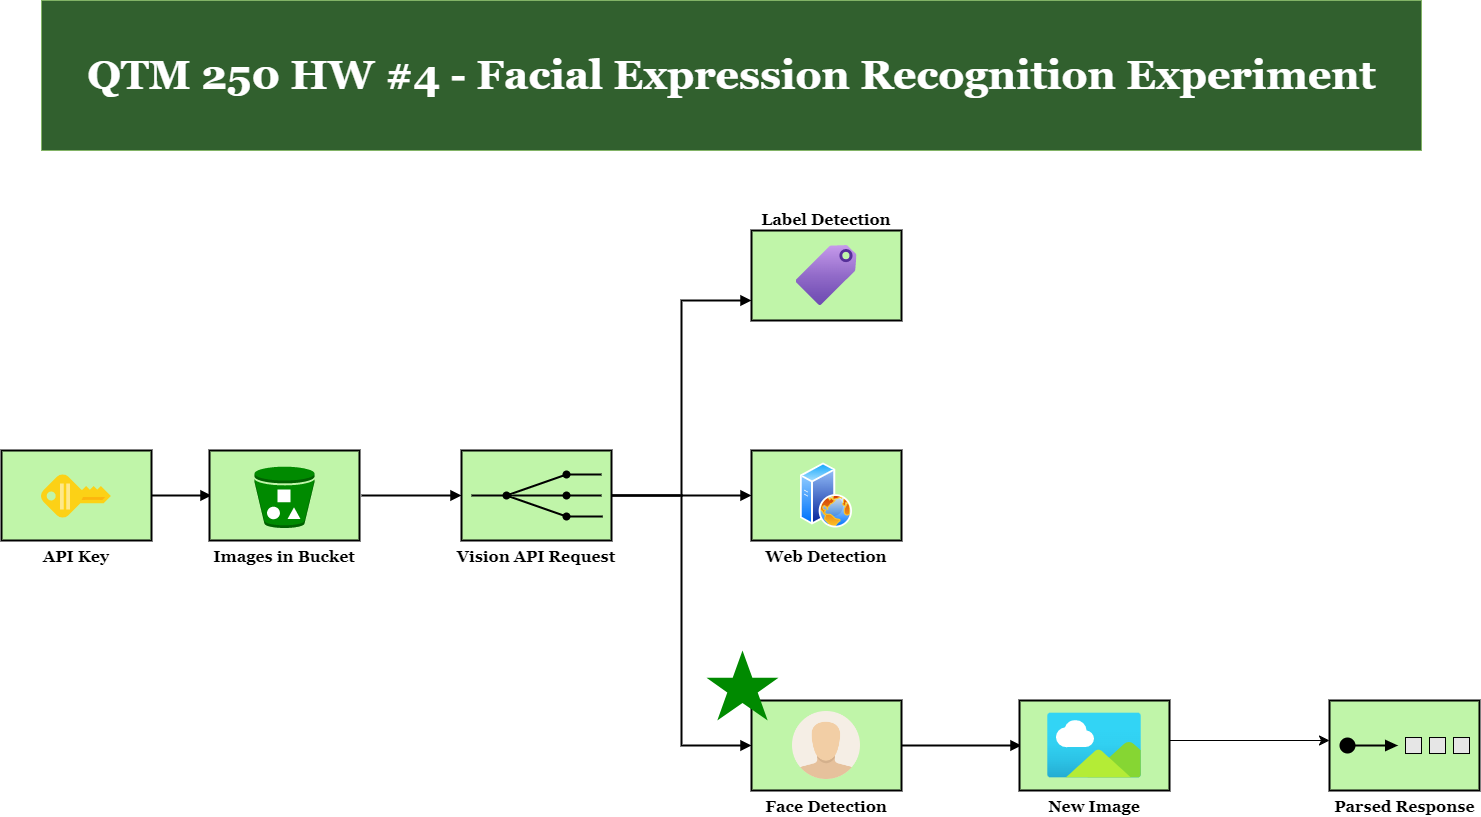 QTM 250 HW #4 - Facial Expression Recognition Experiment
Label Detection
API Key
Images in Bucket
Vision API Request
Web Detection
Face Detection
New Image
Parsed Response